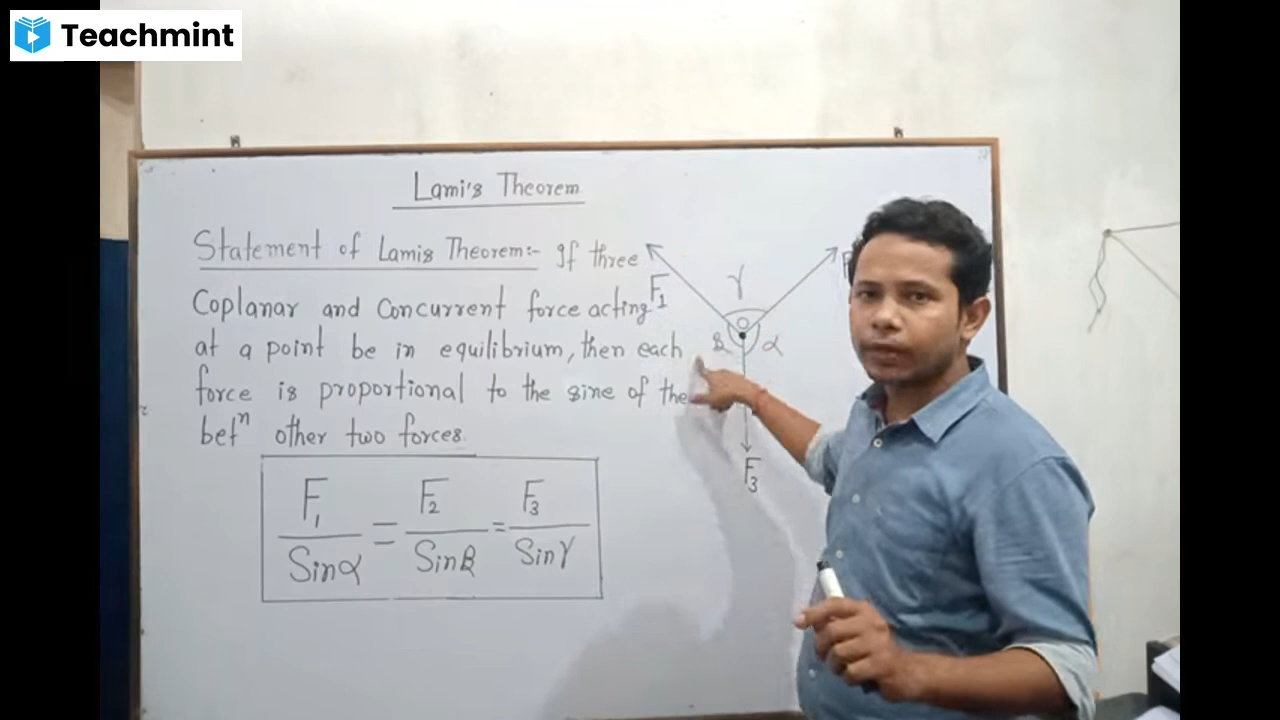 Teachmint
Lami's Theorem
Statement of Lamis Theorem:- If three
Coplanar and Concurrent force acting
at a point be in equilibrium, then each
force is proportional to the sine of the
betⁿ other two forces.
F₁/Sinα = F₂/Sinβ = F₃/Sinγ
F₁
γ
F
β α
F₃